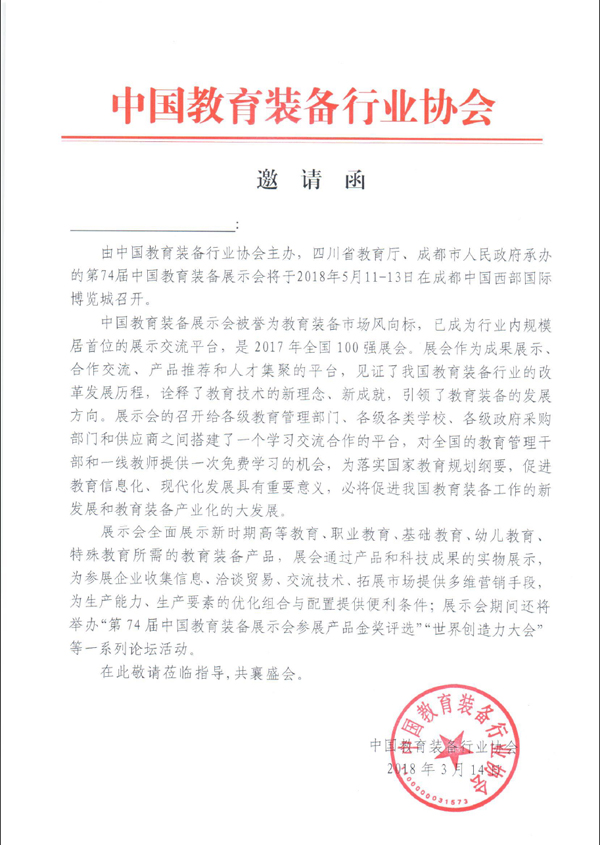 中国教育装备行业协会
邀 请 函
:
由中国教育装备行业协会主办，四川省教育厅、成都市人民政府承办
的第74届中国教育装备展示会将于2018年5月11-13日在成都中国西部国际
博览城召开。
中国教育装备展示会被誉为教育装备市场风向标，已成为行业内规模
居首位的展示交流平台，是 2017 年全国 100 强展会。展会作为成果展示、
合作交流、产品推荐和人才集聚的平台，见证了我国教育装备行业的改
革发展历程，诠释了教育技术的新理念、新成就，引领了教育装备的发展
方向。展示会的召开给各级教育管理部门、各级各类学校、各级政府采购
部门和供应商之间搭建了一个学习交流合作的平台，对全国的教育管理干
部和一线教师提供一次免费学习的机会，为落实国家教育规划纲要，促进
教育信息化、现代化发展具有重要意义，必将促进我国教育装备工作的新
发展和教育装备产业化的大发展。
展示会全面展示新时期高等教育、职业教育、基础教育、幼儿教育、
特殊教育所需的教育装备产品，展会通过产品和科技成果的实物展示，
为参展企业收集信息、洽谈贸易、交流技术、拓展市场提供多维营销手段，
为生产能力、生产要素的优化组合与配置提供便利条件；展示会期间还将
举办“第 74 届中国教育装备展示会参展产品金奖评选”“世界创造力大会”
等一系列论坛活动。
在此敬请莅临指导,共襄盛会。
中国教育装备行业协会
2018 年 3 月 14 日
中国教育装备行业协会